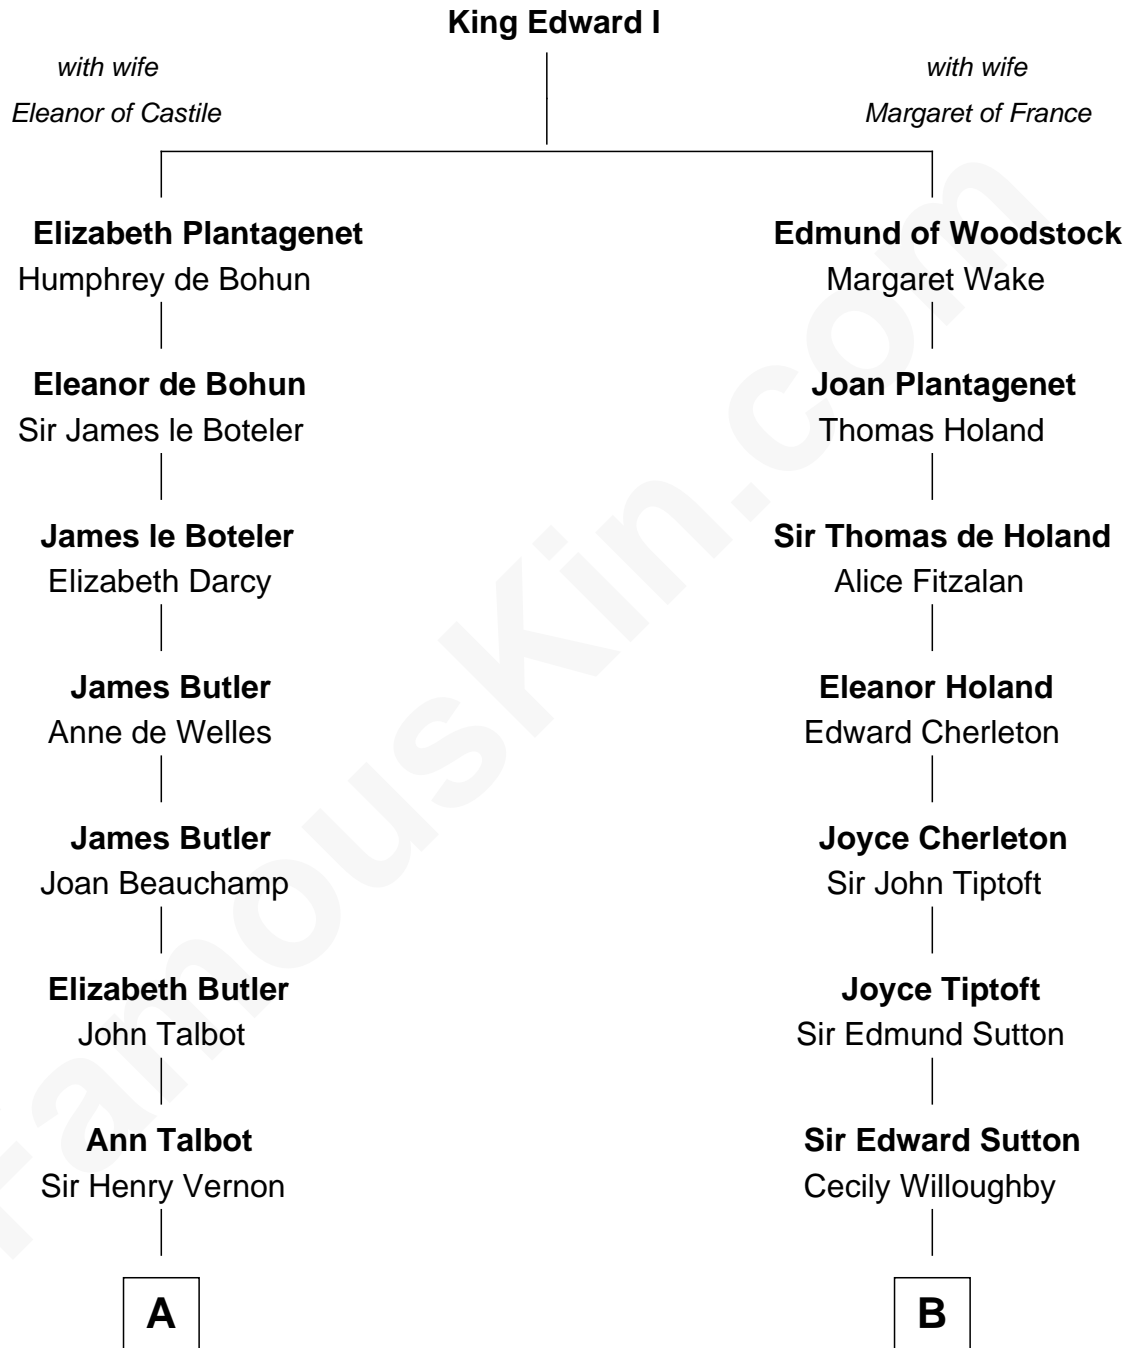 King Edward I
with wife
Eleanor of Castile
with wife
Margaret of France
Elizabeth Plantagenet
Humphrey de Bohun
Edmund of Woodstock
Margaret Wake
Eleanor de Bohun
Sir James le Boteler
Joan Plantagenet
Thomas Holand
James le Boteler
Elizabeth Darcy
Sir Thomas de Holand
Alice Fitzalan
James Butler
Anne de Welles
Eleanor Holand
Edward Cherleton
James Butler
Joan Beauchamp
Joyce Cherleton
Sir John Tiptoft
Elizabeth Butler
John Talbot
Joyce Tiptoft
Sir Edmund Sutton
Ann Talbot
Sir Henry Vernon
Sir Edward Sutton
Cecily Willoughby
A
B
FamousKin.com